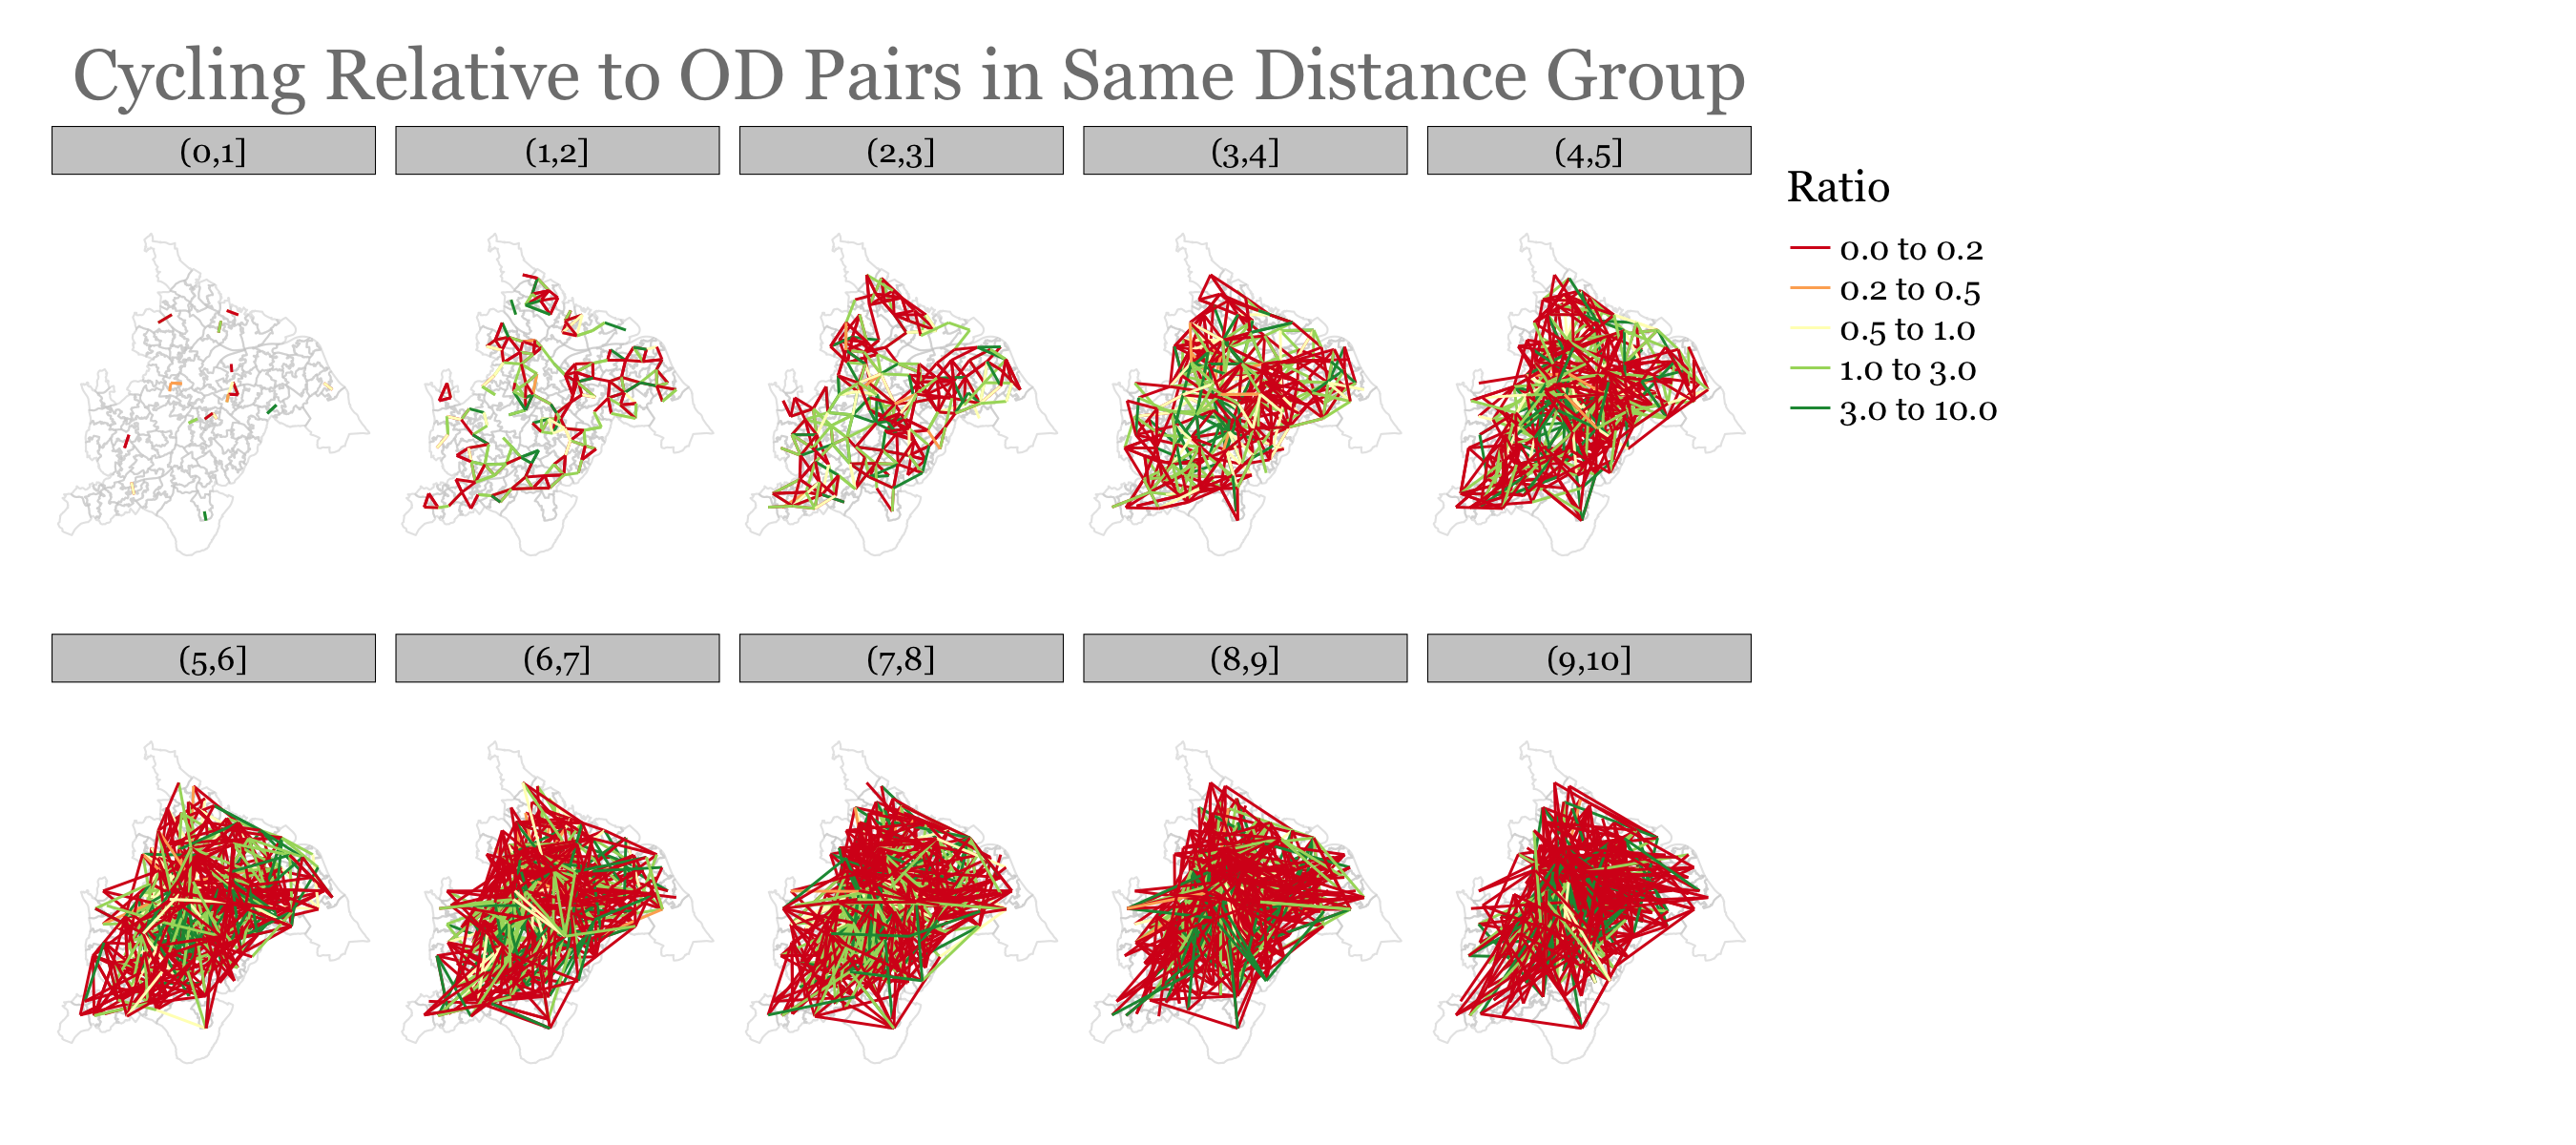 Cycling Relative to OD Pairs in Same Distance Group
(0,1]
(1,2]
(2,3]
(3,4]
(4,5]
Ratio
0.0 to 0.2
0.2 to 0.5
0.5 to 1.0
1.0 to 3.0
3.0 to 10.0
(5,6]
(6,7]
(7,8]
(8,9]
(9,10]